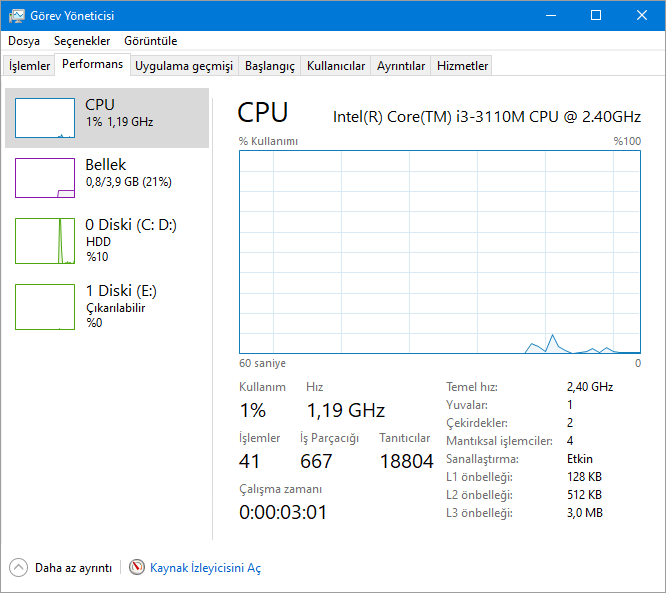 Görev Yöneticisi
Dosya Seçenekler Görüntüle
İşlemler Performans Uygulama geçmişi Başlangıç Kullanıcılar Ayrıntılar Hizmetler
CPU
1% 1,19 GHz
Bellek
0,8/3,9 GB (21%)
0 Diski (C: D:)
HDD
%10
1 Diski (E:)
Çıkarılabilir
%0
CPU Intel(R) Core(TM) i3-3110M CPU @ 2.40GHz
% Kullanımı %100
60 saniye 0
Kullanım Hız
1% 1,19 GHz
İşlemler İş Parçacığı Tanıtıcılar
41 667 18804
Çalışma zamanı
0:00:03:01
Temel hız: 2,40 GHz
Yuvalar: 1
Çekirdekler: 2
Mantıksal işlemciler: 4
Sanallaştırma: Etkin
L1 önbelleği: 128 KB
L2 önbelleği: 512 KB
L3 önbelleği: 3,0 MB
Daha az ayrıntı Kaynak İzleyicisini Aç